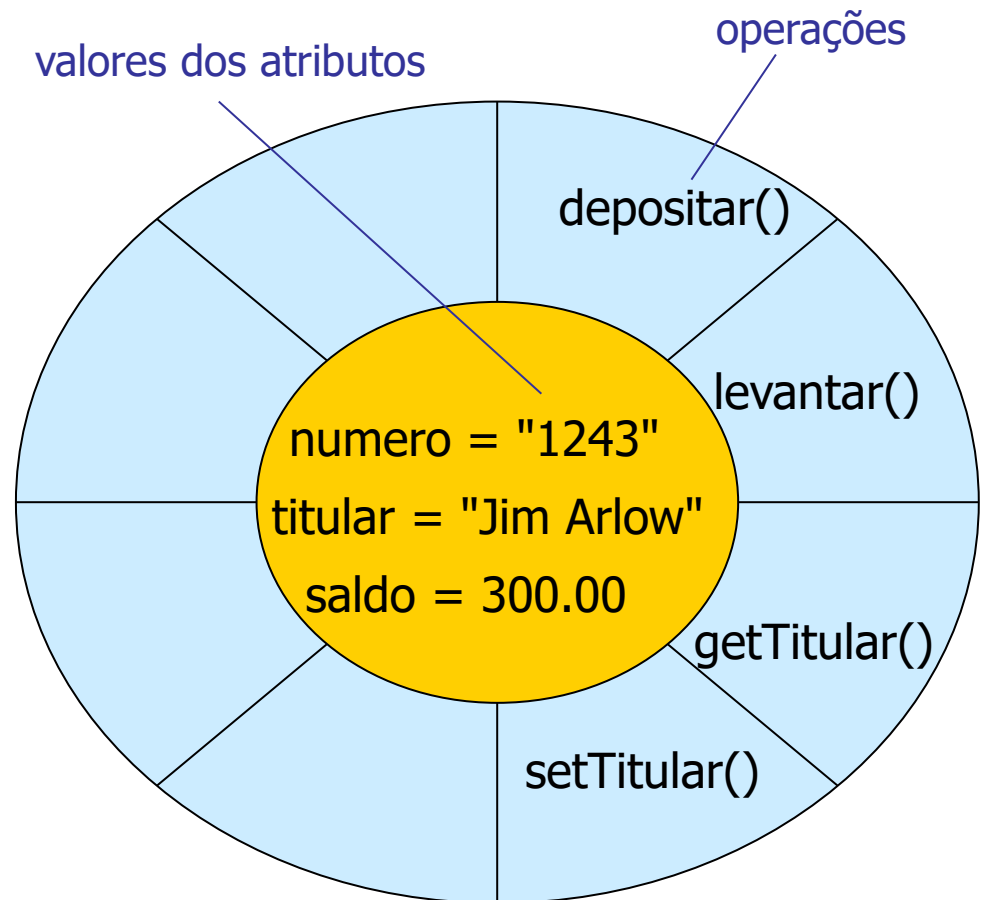 operações
valores dos atributos
depositar()
levantar()
numero = "1243"
titular = "Jim Arlow"
saldo = 300.00
getTitular()
setTitular()